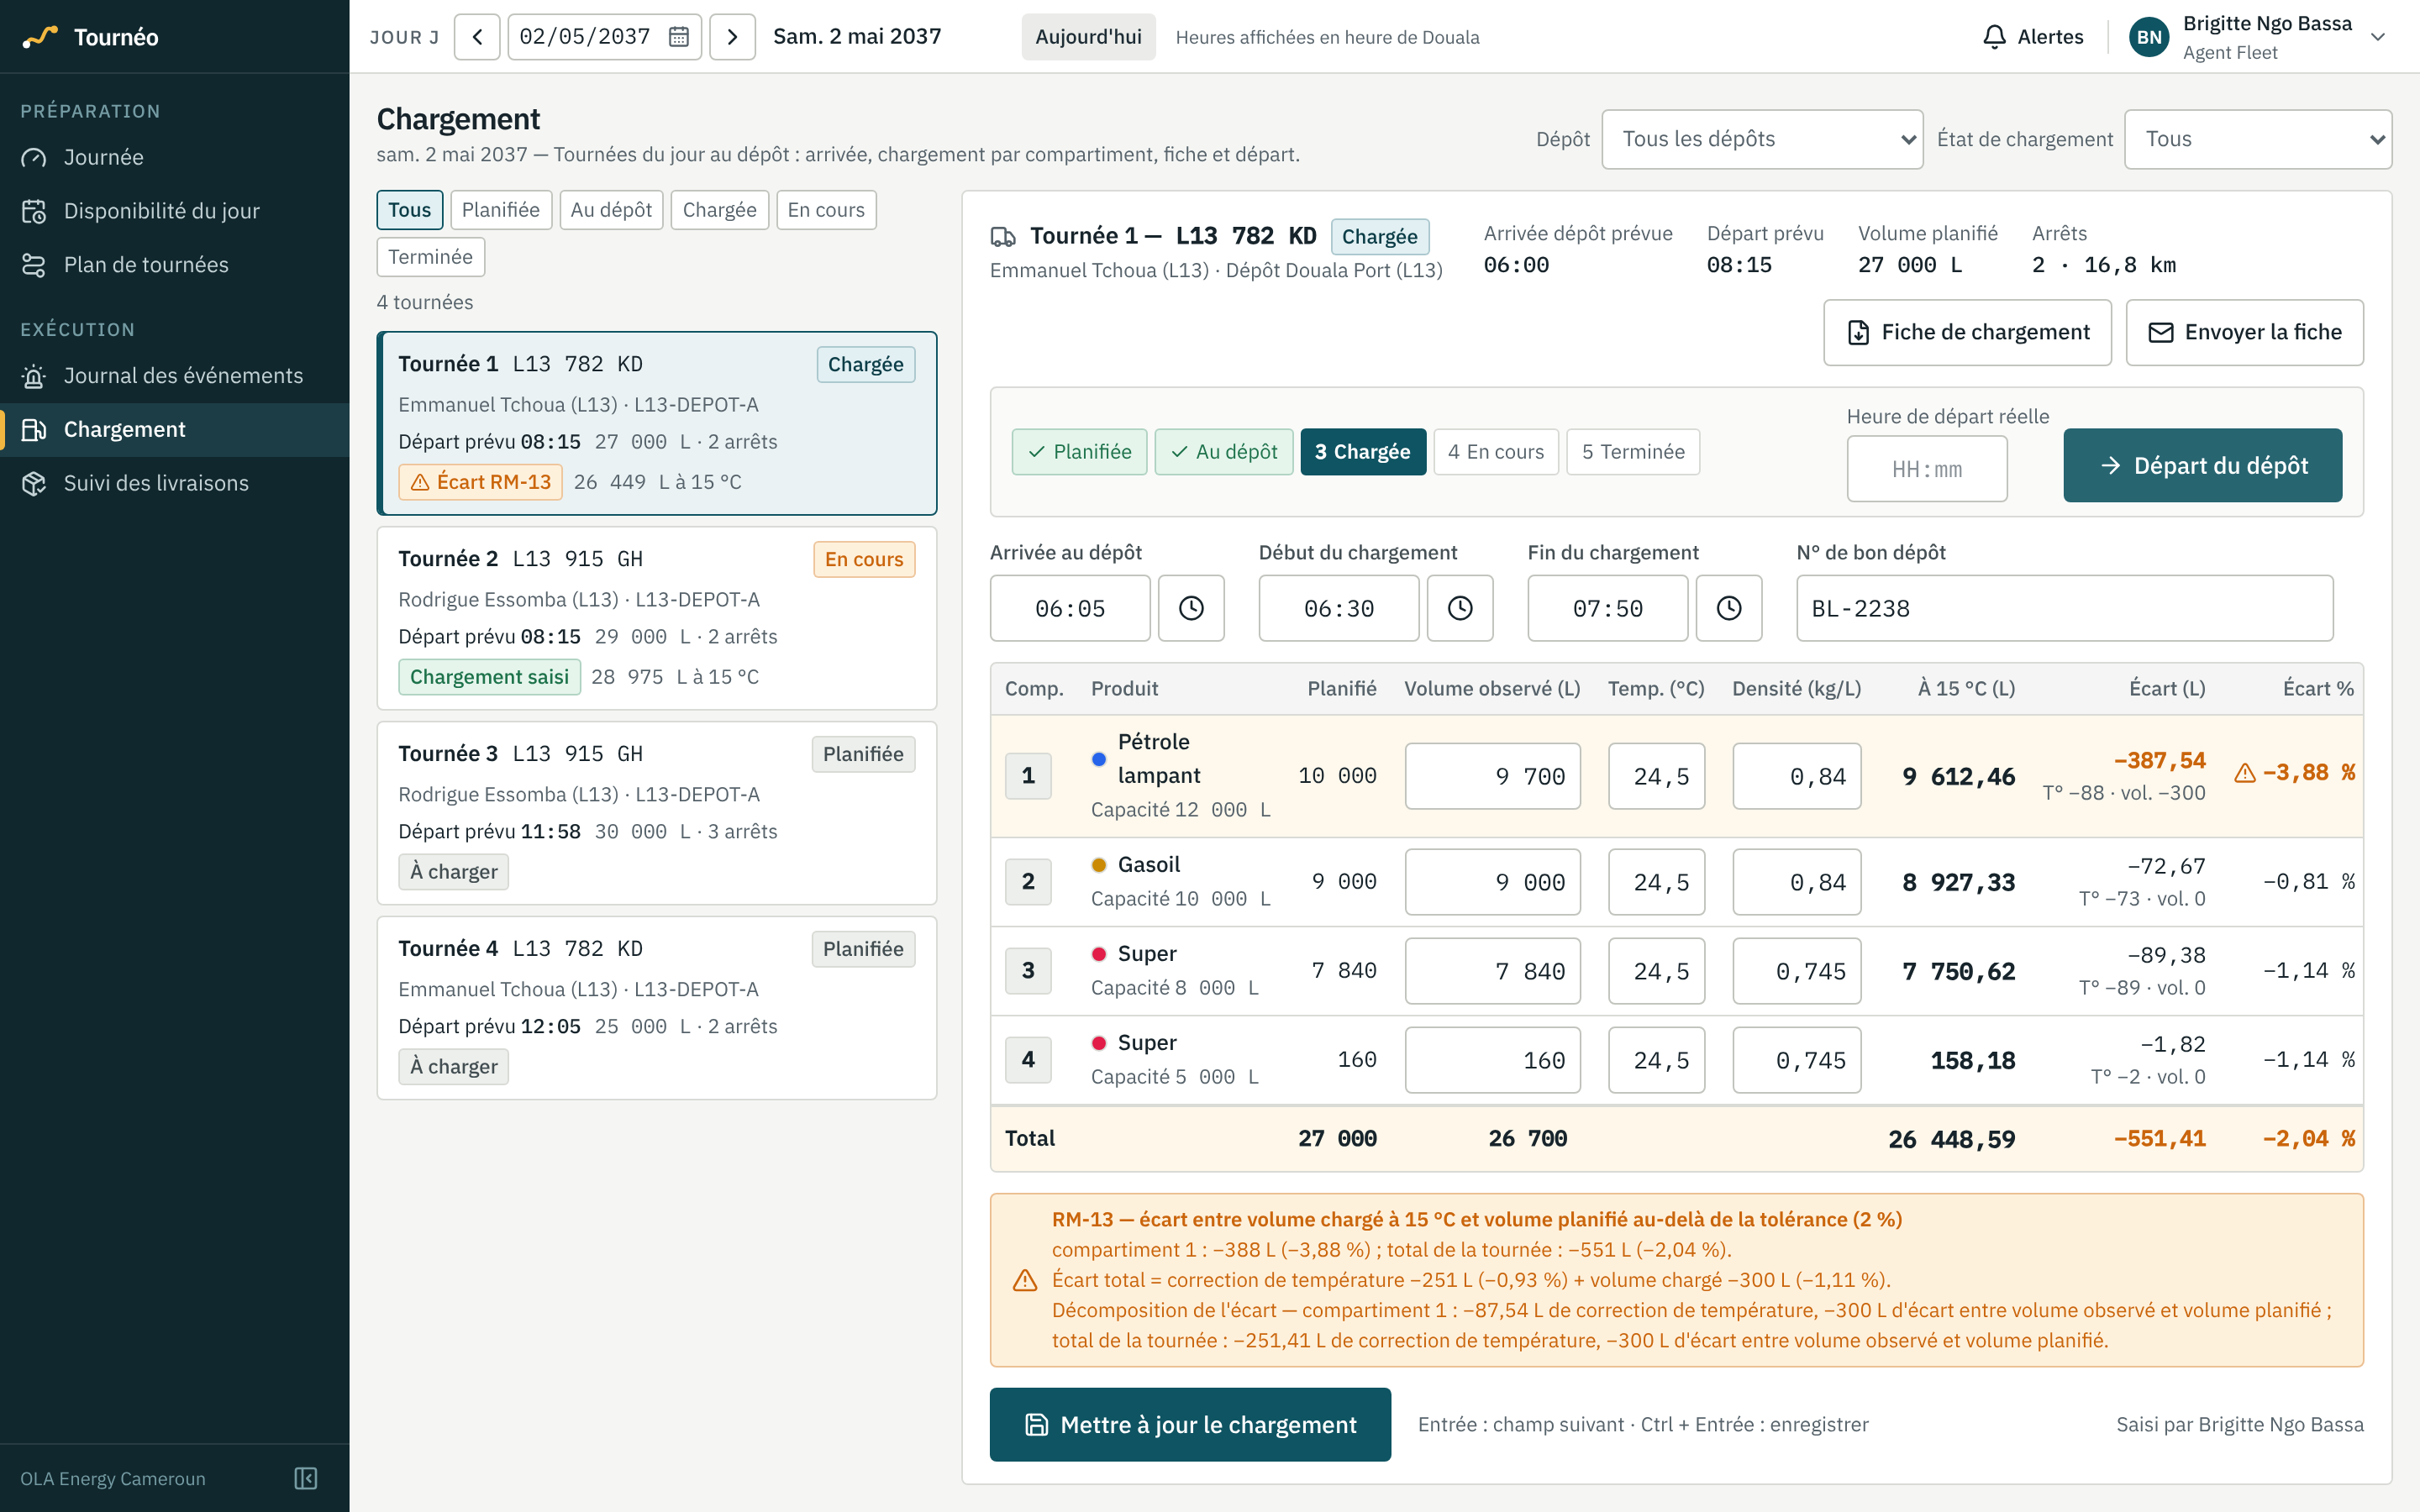 Tournéo
JOUR J
02/05/2037
Sam. 2 mai 2037
Aujourd'hui
Heures affichées en heure de Douala
Alertes
BN
Brigitte Ngo Bassa
Agent Fleet
PRÉPARATION
Journée
Disponibilité du jour
Plan de tournées
EXÉCUTION
Journal des événements
Chargement
Suivi des livraisons
OLA Energy Cameroun
Chargement
sam. 2 mai 2037 — Tournées du jour au dépôt : arrivée, chargement par compartiment, fiche et départ.
Dépôt
Tous les dépôts
État de chargement
Tous
Tous
Planifiée
Au dépôt
Chargée
En cours
Terminée
4 tournées
Tournée 1 L13 782 KD
Chargée
Emmanuel Tchoua (L13) · L13-DEPOT-A
Départ prévu 08:15 27 000 L · 2 arrêts
Écart RM-13 26 449 L à 15 °C
Tournée 2 L13 915 GH
En cours
Rodrigue Essomba (L13) · L13-DEPOT-A
Départ prévu 08:15 29 000 L · 2 arrêts
Chargement saisi 28 975 L à 15 °C
Tournée 3 L13 915 GH
Planifiée
Rodrigue Essomba (L13) · L13-DEPOT-A
Départ prévu 11:58 30 000 L · 3 arrêts
À charger
Tournée 4 L13 782 KD
Planifiée
Emmanuel Tchoua (L13) · L13-DEPOT-A
Départ prévu 12:05 25 000 L · 2 arrêts
À charger
Tournée 1 — L13 782 KD
Chargée
Emmanuel Tchoua (L13) · Dépôt Douala Port (L13)
Arrivée dépôt prévue
06:00
Départ prévu
08:15
Volume planifié
27 000 L
Arrêts
2 · 16,8 km
Fiche de chargement
Envoyer la fiche
Planifiée
Au dépôt
3 Chargée
4 En cours
5 Terminée
Heure de départ réelle
HH:mm
Départ du dépôt
Arrivée au dépôt
06:05
Début du chargement
06:30
Fin du chargement
07:50
N° de bon dépôt
BL-2238
Comp. Produit Planifié Volume observé (L) Temp. (°C) Densité (kg/L) À 15 °C (L) Écart (L) Écart %
1 Pétrole lampant 10 000 9 700 24,5 0,84 9 612,46 −387,54 −3,88 %
Capacité 12 000 L T° −88 · vol. −300
2 Gasoil 9 000 9 000 24,5 0,84 8 927,33 −72,67 −0,81 %
Capacité 10 000 L T° −73 · vol. 0
3 Super 7 840 7 840 24,5 0,745 7 750,62 −89,38 −1,14 %
Capacité 8 000 L T° −89 · vol. 0
4 Super 160 160 24,5 0,745 158,18 −1,82 −1,14 %
Capacité 5 000 L T° −2 · vol. 0
Total 27 000 26 700 26 448,59 −551,41 −2,04 %
RM-13 — écart entre volume chargé à 15 °C et volume planifié au-delà de la tolérance (2 %)
compartiment 1 : −388 L (−3,88 %) ; total de la tournée : −551 L (−2,04 %).
Écart total = correction de température −251 L (−0,93 %) + volume chargé −300 L (−1,11 %).
Décomposition de l'écart — compartiment 1 : −87,54 L de correction de température, −300 L d'écart entre volume observé et volume planifié ;
total de la tournée : −251,41 L de correction de température, −300 L d'écart entre volume observé et volume planifié.
Mettre à jour le chargement
Entrée : champ suivant · Ctrl + Entrée : enregistrer
Saisi par Brigitte Ngo Bassa